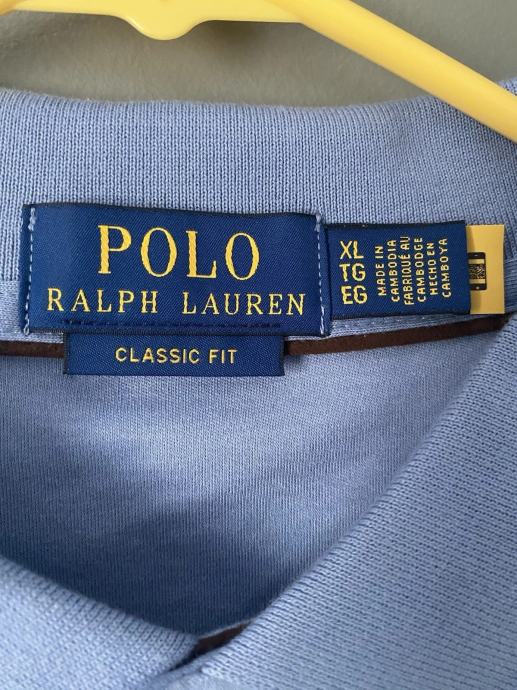 POLO
RALPH LAUREN
CLASSIC FIT
XL
TG
EG
MADE IN
CAMBODIA
FABRIQUÉ AU
CAMBODGE
HECHO EN
CAMBOYA